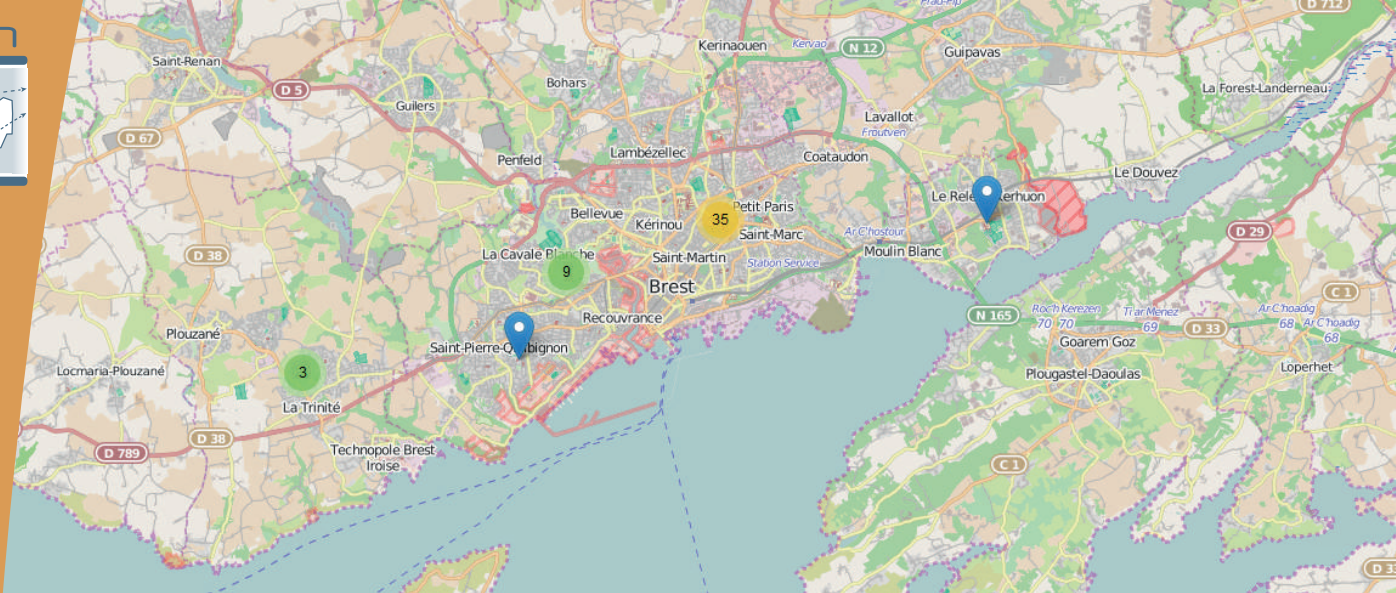 D 712
Kerinaouen
Kervao
N 12
Guipavas
Saint-Renan
Bohars
D 5
Guilers
La Forest-Landerneau
Lavallot
Froutven
D 67
Lambézellec
Coataudon
Penfeld
Le Douvez
Petit Paris
Bellevue
Kérinou
35
Saint-Marc
Ar C'hostour
D 29
La Cavale Blanche
Saint-Martin
Station Service
Moulin Blanc
D 38
9
Brest
C 1
Recouvrance
N 165
Roc'h Kerezen
70 70
Ti ar Menez
69
Ar C'hoadig
68
Ar C'hoadig
68
D 33
Plouzané
Goarem Goz
Locmaria-Plouzané
3
Loperhet
Plougastel-Daoulas
La Trinité
D 38
D 789
Technopole Brest
Iroise
C 1